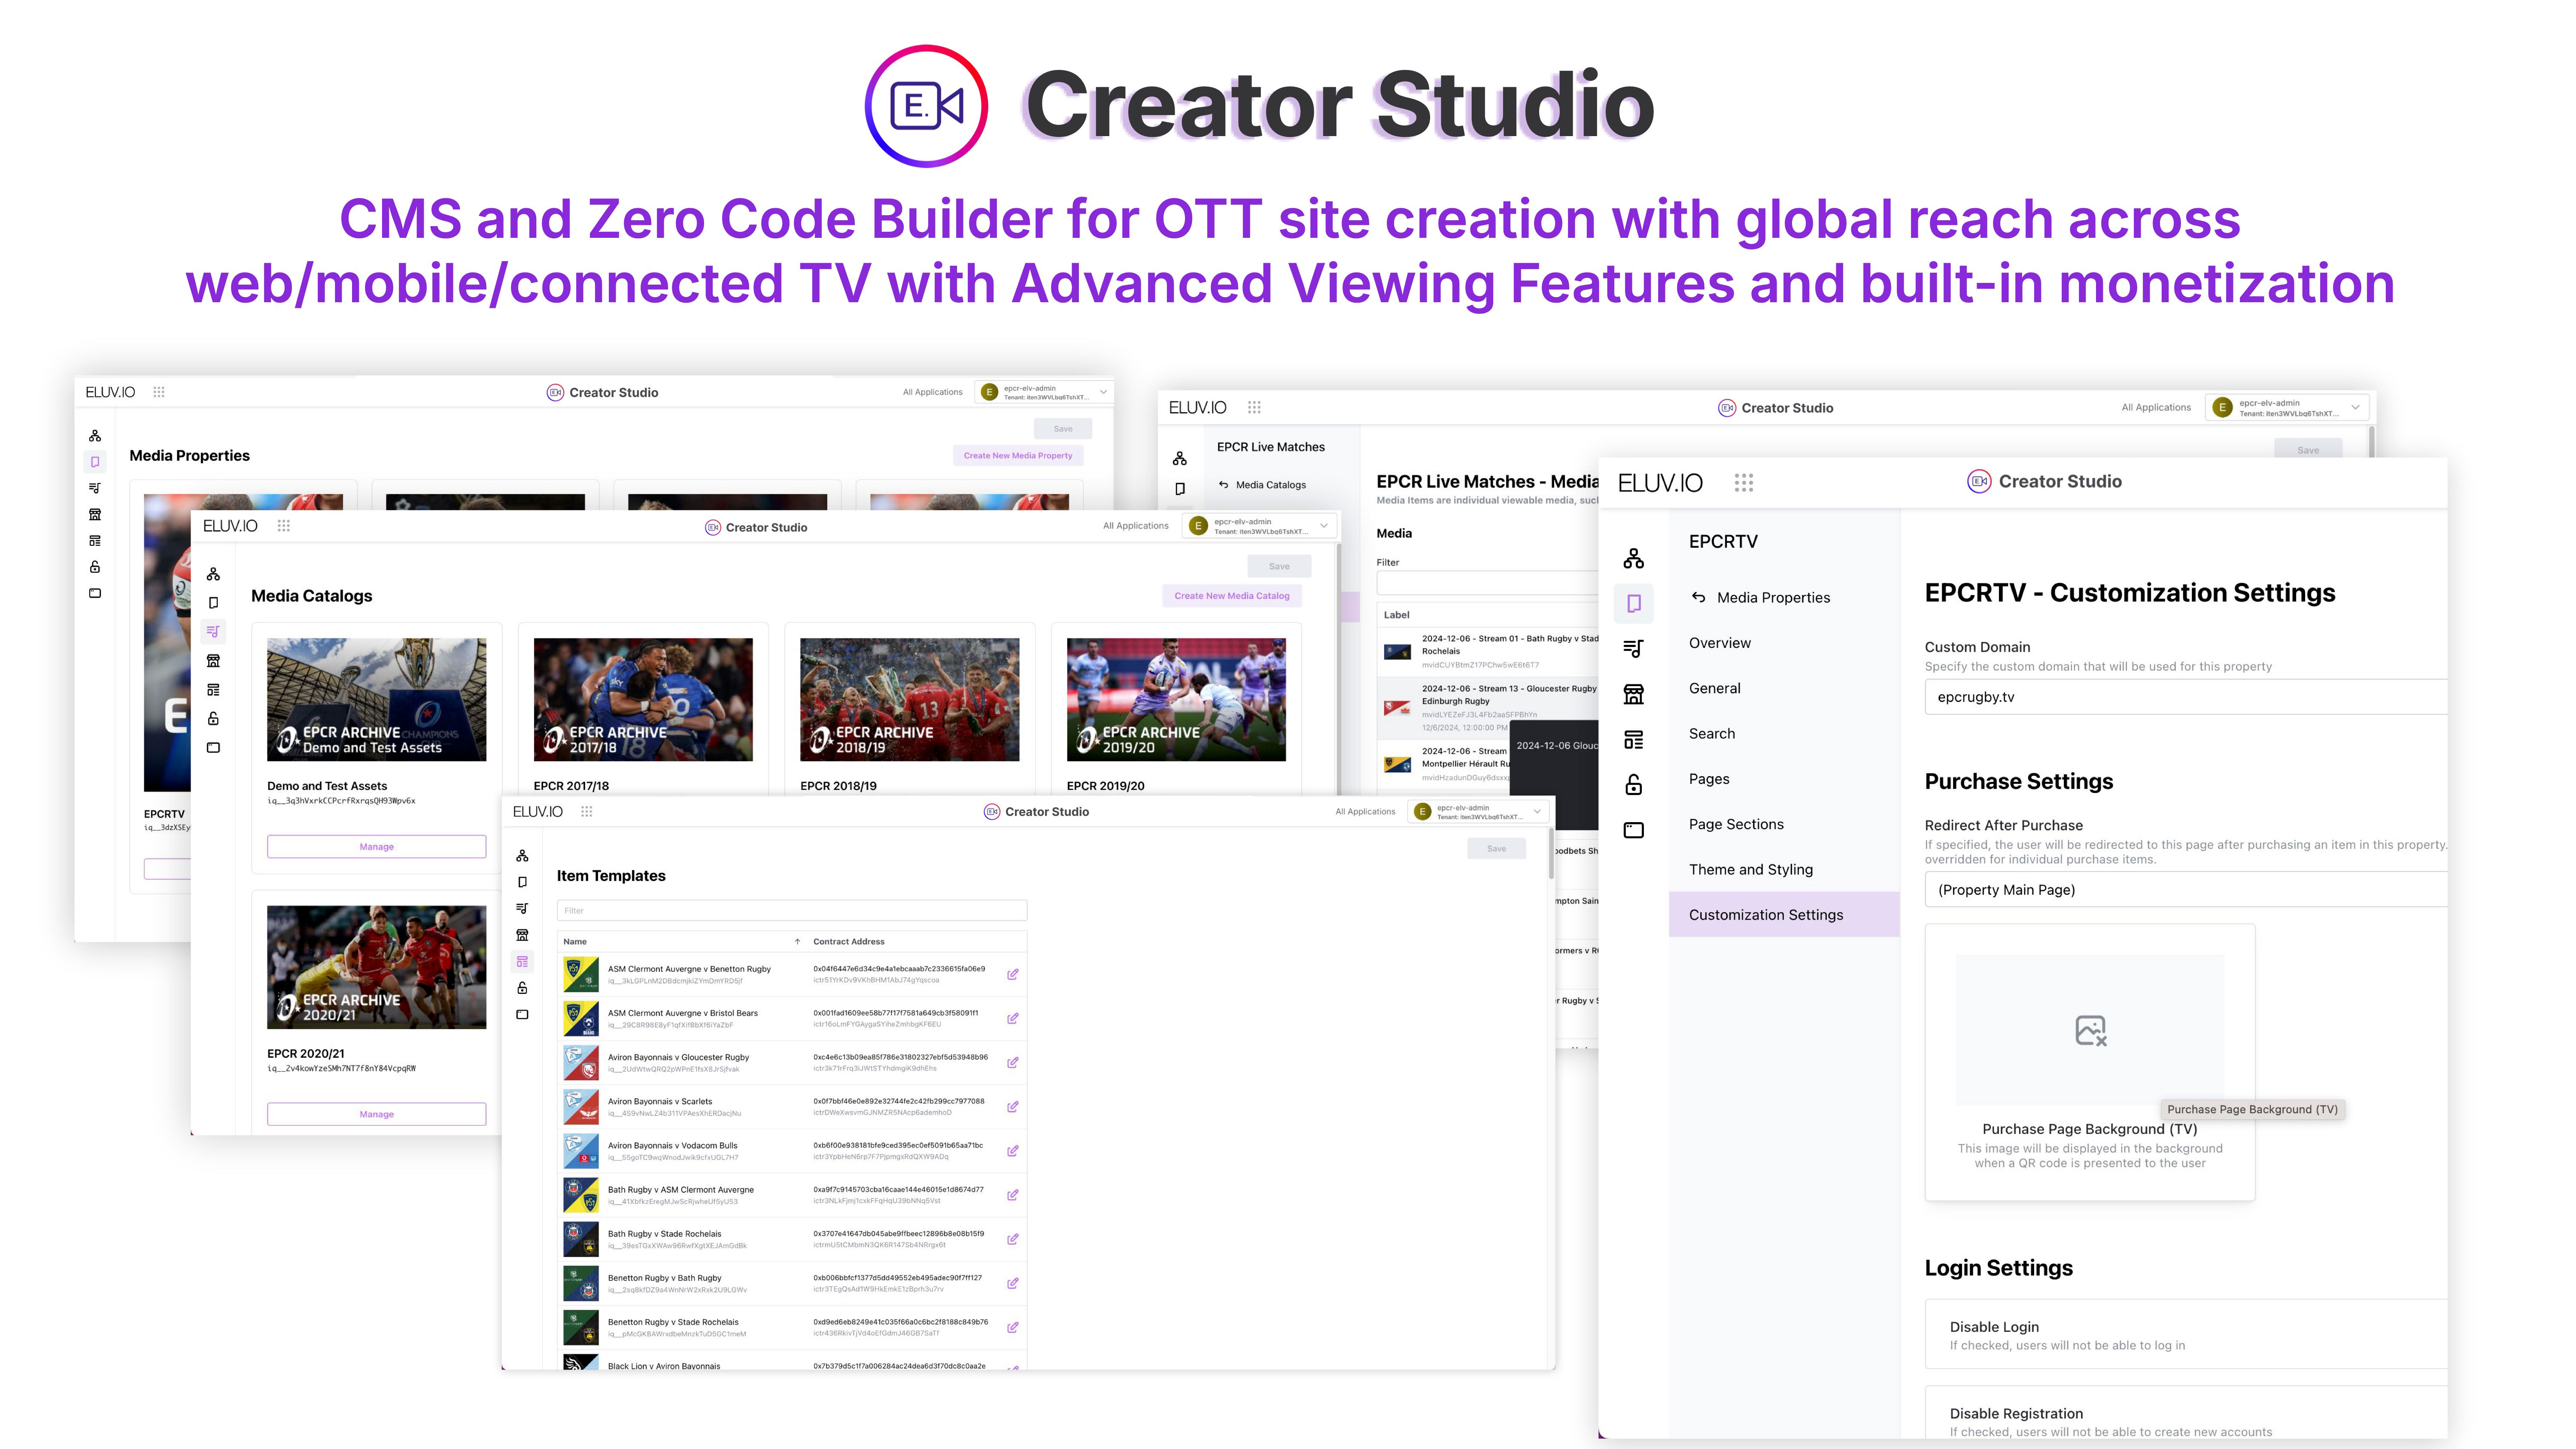 E.
Creator Studio
CMS and Zero Code Builder for OTT site creation with global reach across
web/mobile/connected TV with Advanced Viewing Features and built-in monetization
ELUV.IO
Creator Studio
All Applications
E
epcr-elv-admin
Tenant: iten3WVLbq6TshXT...
Save
Media Properties
Create New Media Property
EPCRTV
ELUV.IO
Creator Studio
All Applications
E
epcr-elv-admin
Tenant: iten3WVLbq6TshXT...
Save
Media Catalogs
Create New Media Catalog
EPCR ARCHIVE
Demo and Test Assets
EPCR ARCHIVE
2017/18
EPCR ARCHIVE
2018/19
EPCR ARCHIVE
2019/20
Demo and Test Assets
iq__3q3hVxrkCCPcrfRxrqsQH93Wpv6x
EPCR 2017/18
EPCR 2018/19
EPCR 2019/20
Manage
EPCR ARCHIVE
2020/21
EPCR 2020/21
iq__Zv4kowYzeSMh7NT7f8nY84VcpqRW
Manage
ELUV.IO
Creator Studio
All Applications
E
epcr-elv-admin
Tenant: iten3WVLbq6TshXT...
Save
Item Templates
Filter
Name
Contract Address
ASM Clermont Auvergne v Benetton Rugby
0x04f6447e6d34c9e4a1ebcaaab7c2336615fa06e9
ASM Clermont Auvergne v Bristol Bears
0x001fad1609ee58b77f17f7581a649cb3f58091f1
Aviron Bayonnais v Gloucester Rugby
0xc4e6c13b09ea85f786e31802327ebf5d53948b96
Aviron Bayonnais v Scarlets
0x0f7bbf46e0e892e32744fe2c42fb299cc7977088
Aviron Bayonnais v Vodacom Bulls
0xb6f00e938181bfe9ced395ec0ef5091b65aa71bc
Bath Rugby v ASM Clermont Auvergne
0xa9f7c9145703cba16caae144e46015e1d8674d77
Bath Rugby v Stade Rochelais
0x3707e41647db045abe9ffbeec12896b8e08b15f9
Benetton Rugby v Bath Rugby
0xb006bbfcf1377d5dd49552eb495adec90f7ff127
Benetton Rugby v Stade Rochelais
0xd9ed6eb8249e41c035f66a0c6bc2f8188c849b76
Black Lion v Aviron Bayonnais
0x7b379d5c1f7a006284ac24dea6d3f70dc8c0aa2e
ELUV.IO
Creator Studio
All Applications
E
epcr-elv-admin
Tenant: iten3WVLbq6TshXT...
Save
EPCR Live Matches
Media Catalogs
EPCR Live Matches - Media
Media Items are individual viewable media, suc
Media
Filter
Label
2024-12-06 - Stream 01 - Bath Rugby v Stad
Rochelais
mvidCUYBtmZ17PChw5wE6t6T7
2024-12-06 - Stream 13 - Gloucester Rugby
Edinburgh Rugby
mvidLYEZeFJ3L4Fb2aaSFPBhYn
12/6/2024, 12:00:00 PM
2024-12-06 - Stream
Montpellier Hérault Ru
2024-12-06 Glouc
ELUV.IO
Creator Studio
EPCRTV
Media Properties
Overview
General
Search
Pages
Page Sections
Theme and Styling
Customization Settings
EPCRTV - Customization Settings
Custom Domain
Specify the custom domain that will be used for this property
epcrugby.tv
Purchase Settings
Redirect After Purchase
If specified, the user will be redirected to this page after purchasing an item in this property.
overridden for individual purchase items.
(Property Main Page)
Purchase Page Background (TV)
Purchase Page Background (TV)
This image will be displayed in the background
when a QR code is presented to the user
Login Settings
Disable Login
If checked, users will not be able to log in
Disable Registration
If checked, users will not be able to create new accounts